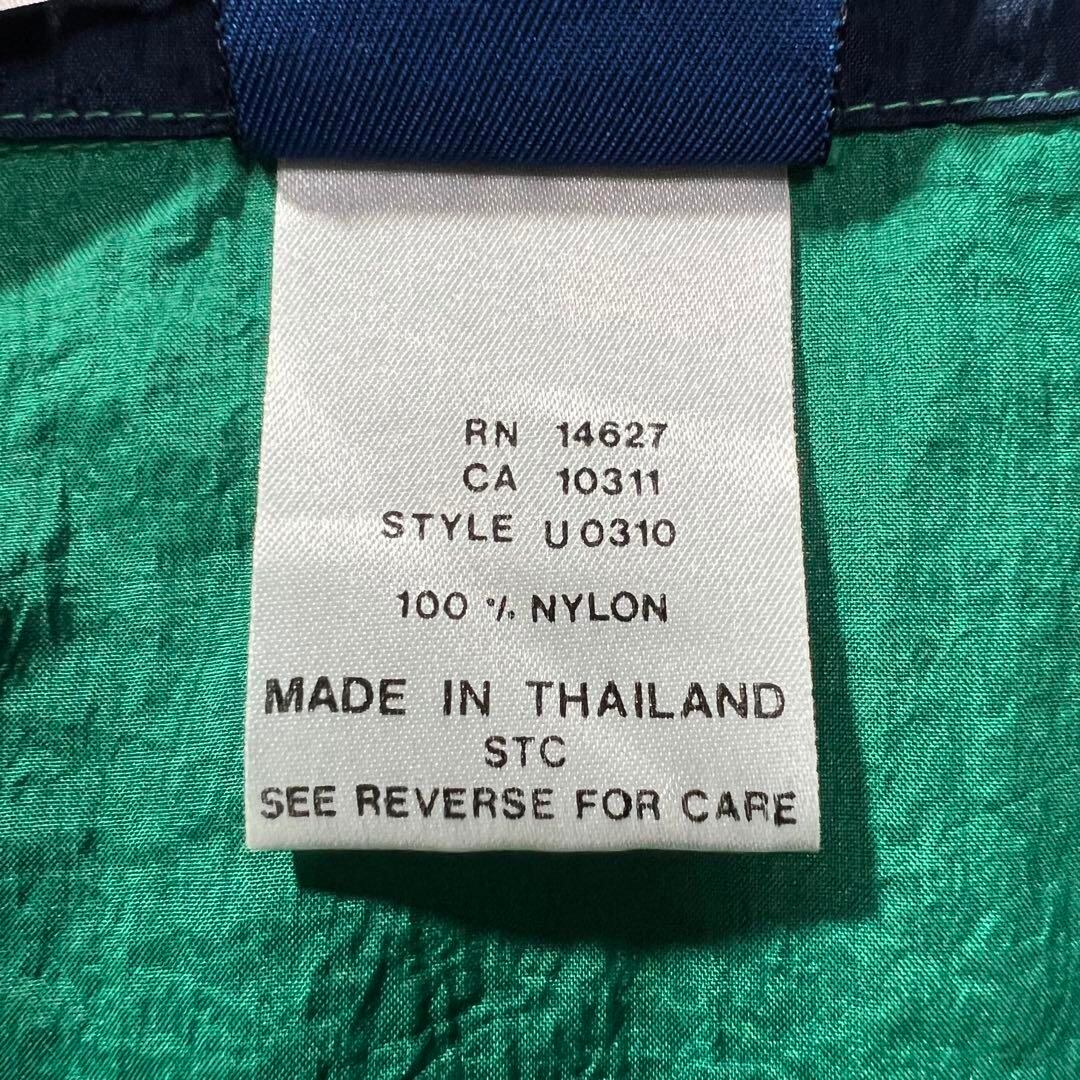 RN 14627
CA 10311
STYLE U0310
100 % NYLON
MADE IN THAILAND
STC
SEE REVERSE FOR CARE